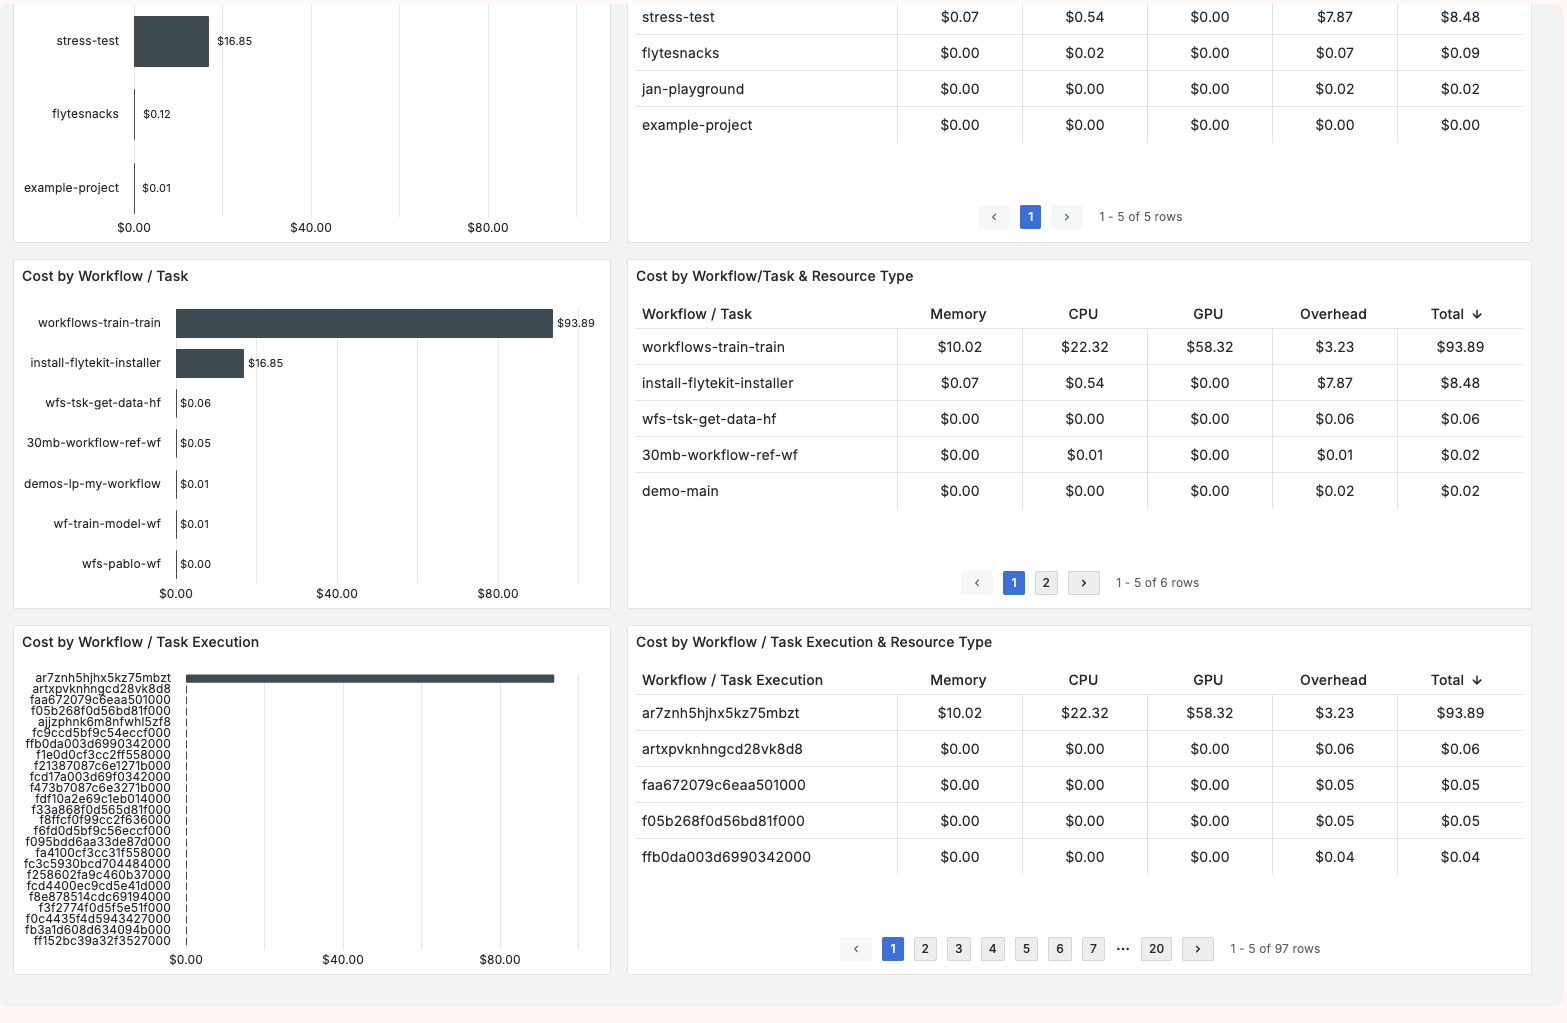 stress-test $16.85
flytesnacks $0.12
example-project $0.01
$0.00 $40.00 $80.00
stress-test $0.07 $0.54 $0.00 $7.87 $8.48
flytesnacks $0.00 $0.02 $0.00 $0.07 $0.09
jan-playground $0.00 $0.00 $0.00 $0.02 $0.02
example-project $0.00 $0.00 $0.00 $0.00 $0.00
‹ 1 › 1 - 5 of 5 rows
Cost by Workflow / Task
workflows-train-train $93.89
install-flytekit-installer $16.85
wfs-tsk-get-data-hf $0.06
30mb-workflow-ref-wf $0.05
demos-lp-my-workflow $0.01
wf-train-model-wf $0.01
wfs-pablo-wf $0.00
$0.00 $40.00 $80.00
Cost by Workflow/Task & Resource Type
Workflow / Task Memory CPU GPU Overhead Total ↓
workflows-train-train $10.02 $22.32 $58.32 $3.23 $93.89
install-flytekit-installer $0.07 $0.54 $0.00 $7.87 $8.48
wfs-tsk-get-data-hf $0.00 $0.00 $0.00 $0.06 $0.06
30mb-workflow-ref-wf $0.00 $0.01 $0.00 $0.01 $0.02
demo-main $0.00 $0.00 $0.00 $0.02 $0.02
‹ 1 2 › 1 - 5 of 6 rows
Cost by Workflow / Task Execution
ar7znh5hjhx5kz75mbzt
artxpvknhngcd28vk8d8
faa672079c6eaa501000
f05b268f0d56bd81f000
ajjzphnk6m8nfwhl5zf8
fc9ccd5bf9c54eccf000
ffb0da003d6990342000
f1e0d0cf3cc2ff558000
f21387087c6e1271b000
fcd17a003d69f0342000
f473b7087c6e3271b000
fdf10a2e69c1eb014000
f33a868f0d565d81f000
f8ffcf0f99cc2f636000
f6fd0d5bf9c56eccf000
f095bdd6aa33de87d000
fa4100cf3cc31f558000
fc3c5930bcd704484000
f258602fa9c460b37000
fcd4400ec9cd5e41d000
f8e878514cdc69194000
f3f2774f0d5f5e51f000
f0c4435f4d5943427000
fb3a1d608d634094b000
ff152bc39a32f3527000
$0.00 $40.00 $80.00
Cost by Workflow / Task Execution & Resource Type
Workflow / Task Execution Memory CPU GPU Overhead Total ↓
ar7znh5hjhx5kz75mbzt $10.02 $22.32 $58.32 $3.23 $93.89
artxpvknhngcd28vk8d8 $0.00 $0.00 $0.00 $0.06 $0.06
faa672079c6eaa501000 $0.00 $0.00 $0.00 $0.05 $0.05
f05b268f0d56bd81f000 $0.00 $0.00 $0.00 $0.05 $0.05
ffb0da003d6990342000 $0.00 $0.00 $0.00 $0.04 $0.04
‹ 1 2 3 4 5 6 7 ••• 20 › 1 - 5 of 97 rows